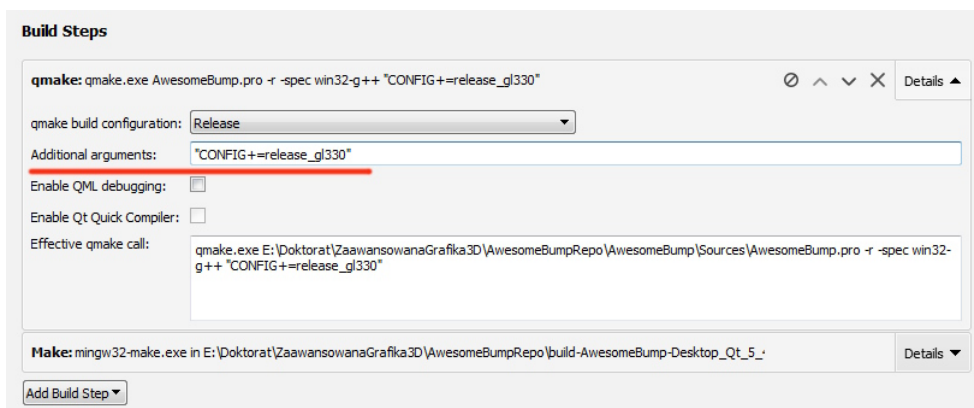 Build Steps
qmake: qmake.exe AwesomeBump.pro -r -spec win32-g++ "CONFIG+=release_gl330"
Details
qmake build configuration: Release
Additional arguments: "CONFIG+=release_gl330"
Enable QML debugging:
Enable Qt Quick Compiler:
Effective qmake call: qmake.exe E:\Doktorat\ZaawansowanaGrafika3D\AwesomeBumpRepo\AwesomeBump\Sources\AwesomeBump.pro -r -spec win32-
g++ "CONFIG+=release_gl330"
Make: mingw32-make.exe in E:\Doktorat\ZaawansowanaGrafika3D\AwesomeBumpRepo\build-AwesomeBump-Desktop_Qt_5_
Details
Add Build Step